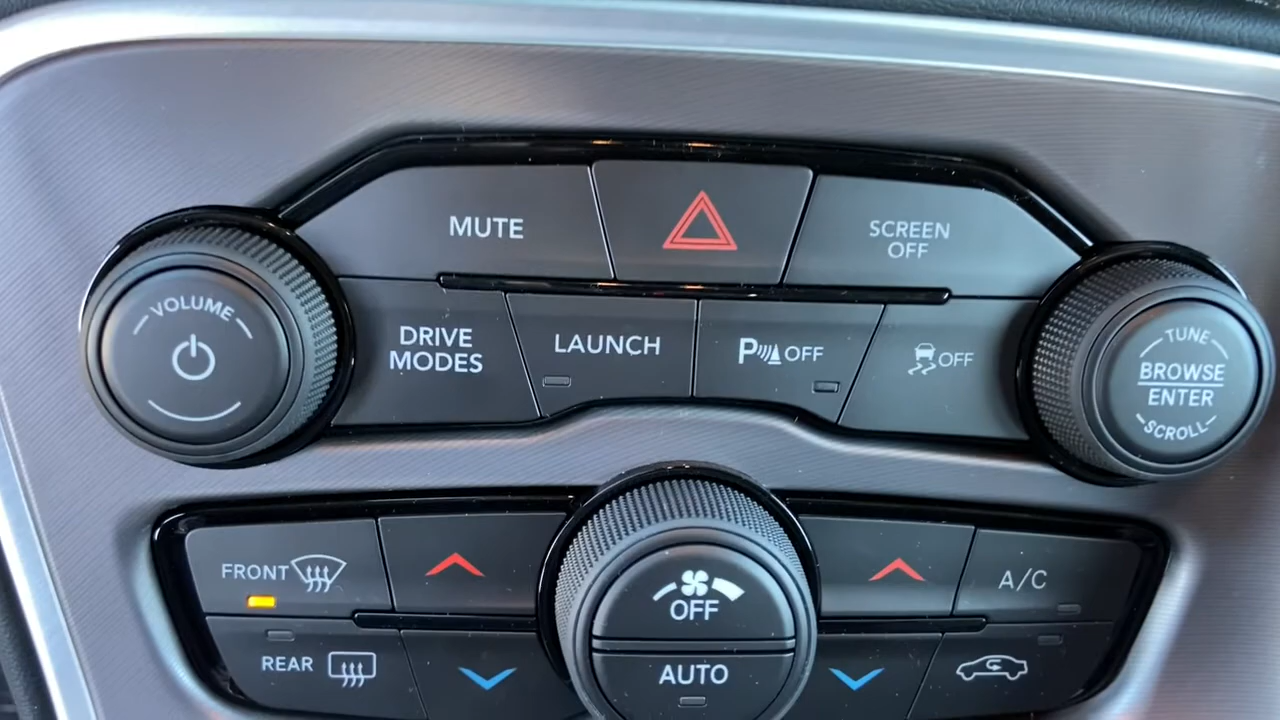 MUTE
SCREEN
OFF
VOLUME
DRIVE
MODES
LAUNCH
P OFF
OFF
TUNE
BROWSE
ENTER
SCROLL
FRONT
OFF
A/C
REAR
AUTO